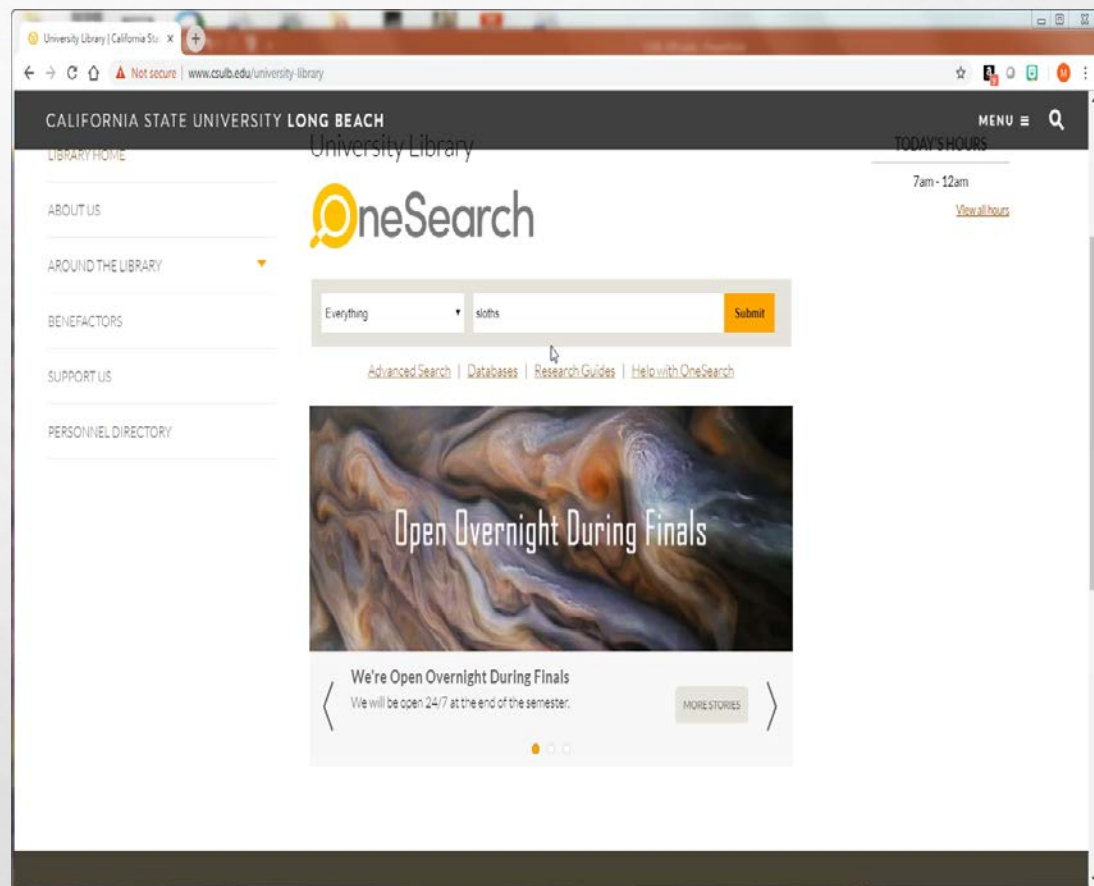 University Library | California Sta
Not secure | www.csulb.edu/university-library
CALIFORNIA STATE UNIVERSITY LONG BEACH
MENU
LIBRARY HOME
ABOUT US
AROUND THE LIBRARY
BENEFACTORS
SUPPORT US
PERSONNEL DIRECTORY
University Library
OneSearch
Everything
sloths
Submit
Advanced Search | Databases | Research Guides | Help with OneSearch
Open Overnight During Finals
We're Open Overnight During Finals
We will be open 24/7 at the end of the semester.
MORE STORIES
TODAY'S HOURS
7am - 12am
View all hours